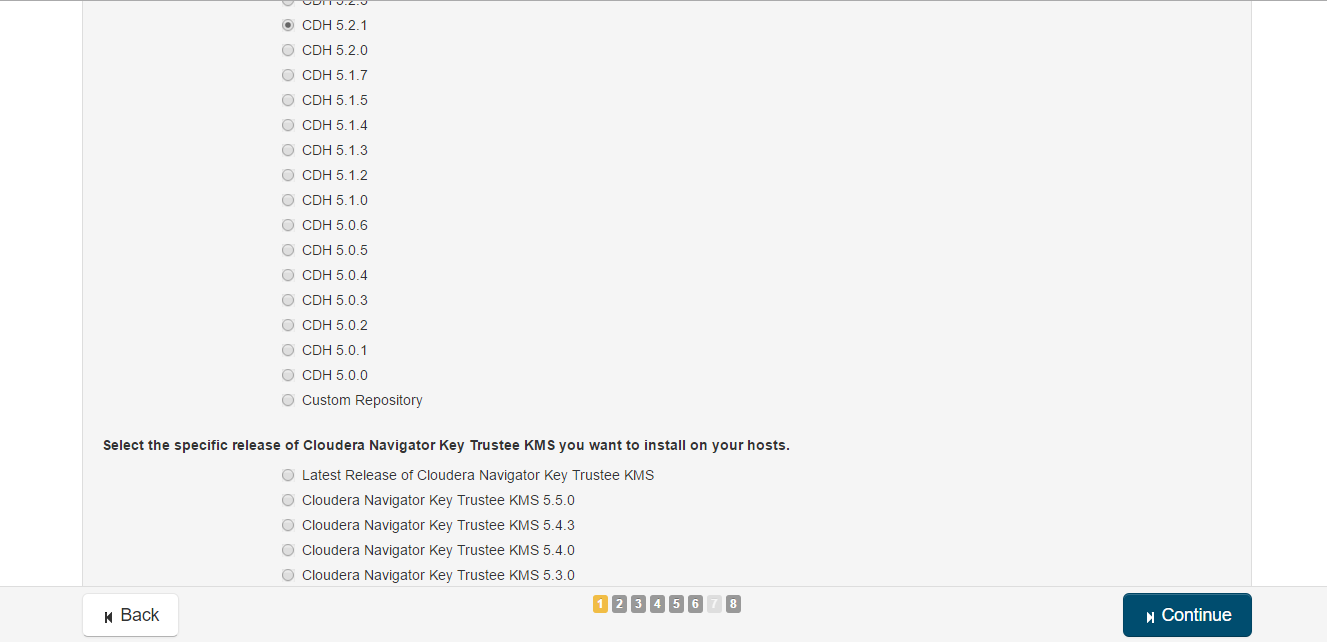 CDH 5.2.1
CDH 5.2.0
CDH 5.1.7
CDH 5.1.5
CDH 5.1.4
CDH 5.1.3
CDH 5.1.2
CDH 5.1.0
CDH 5.0.6
CDH 5.0.5
CDH 5.0.4
CDH 5.0.3
CDH 5.0.2
CDH 5.0.1
CDH 5.0.0
Custom Repository
Select the specific release of Cloudera Navigator Key Trustee KMS you want to install on your hosts.
Latest Release of Cloudera Navigator Key Trustee KMS
Cloudera Navigator Key Trustee KMS 5.5.0
Cloudera Navigator Key Trustee KMS 5.4.3
Cloudera Navigator Key Trustee KMS 5.4.0
Cloudera Navigator Key Trustee KMS 5.3.0
Back
1 2 3 4 5 6 7 8
Continue